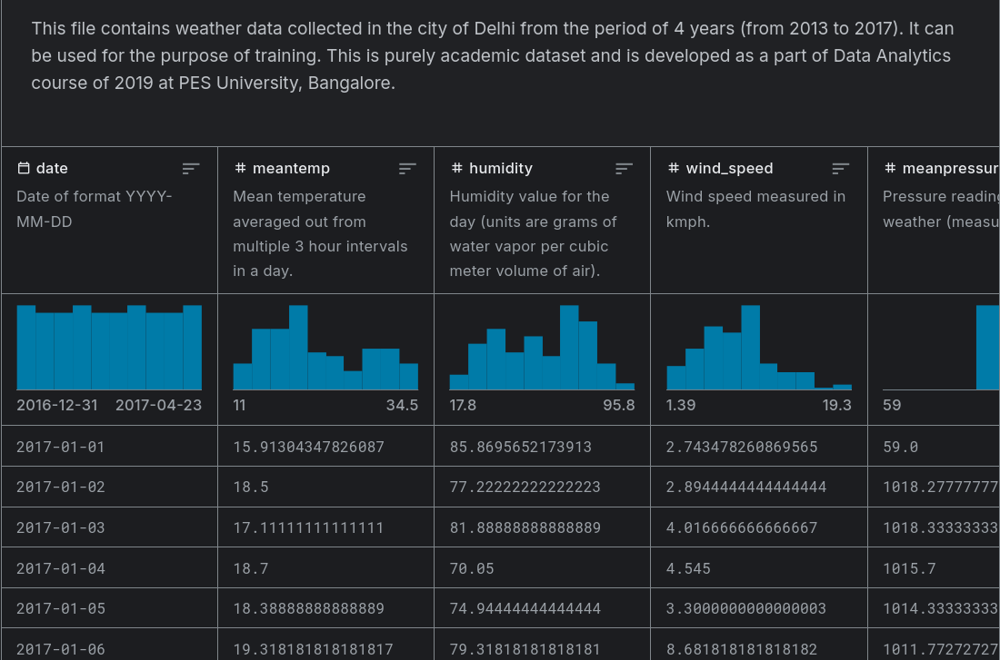 This file contains weather data collected in the city of Delhi from the period of 4 years (from 2013 to 2017). It can
be used for the purpose of training. This is purely academic dataset and is developed as a part of Data Analytics
course of 2019 at PES University, Bangalore.
date
meantemp
humidity
wind_speed
meanpressur
Date of format YYYY-
MM-DD
Mean temperature
averaged out from
multiple 3 hour intervals
in a day.
Humidity value for the
day (units are grams of
water vapor per cubic
meter volume of air).
Wind speed measured in
kmph.
Pressure reading
weather (measu
2016-12-31 2017-04-23
11 34.5
17.8 95.8
1.39 19.3
59
2017-01-01 15.91304347826087 85.8695652173913 2.743478260869565 59.0
2017-01-02 18.5 77.22222222222223 2.8944444444444444 1018.27777777
2017-01-03 17.11111111111111 81.88888888888889 4.016666666666667 1018.33333333
2017-01-04 18.7 70.05 4.545 1015.7
2017-01-05 18.38888888888889 74.94444444444444 3.3000000000000003 1014.33333333
2017-01-06 19.318181818181817 79.31818181818181 8.681818181818182 1011.77272727